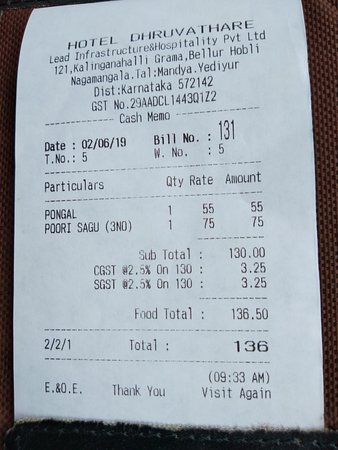 HOTEL DHRUVATHARE
Lead Infrastructure&Hospitality Pvt Ltd
121,Kalinganahalli Grama,Bellur Hobli
Nagamangala.Tal:Mandya.Yediyur
Dist:Karnataka 572142
GST No.29AADCL1443Q1Z2
Cash Memo
Date : 02/06/19 Bill No. : 131
T.No.: 5 W. No. : 5
Particulars Qty Rate Amount
PONGAL 1 55 55
POORI SAGU (3NO) 1 75 75
Sub Total : 130.00
CGST @2.5% On 130 : 3.25
SGST @2.5% On 130 : 3.25
Food Total : 136.50
2/2/1 Total : 136
(09:33 AM)
E.&O.E. Thank You Visit Again